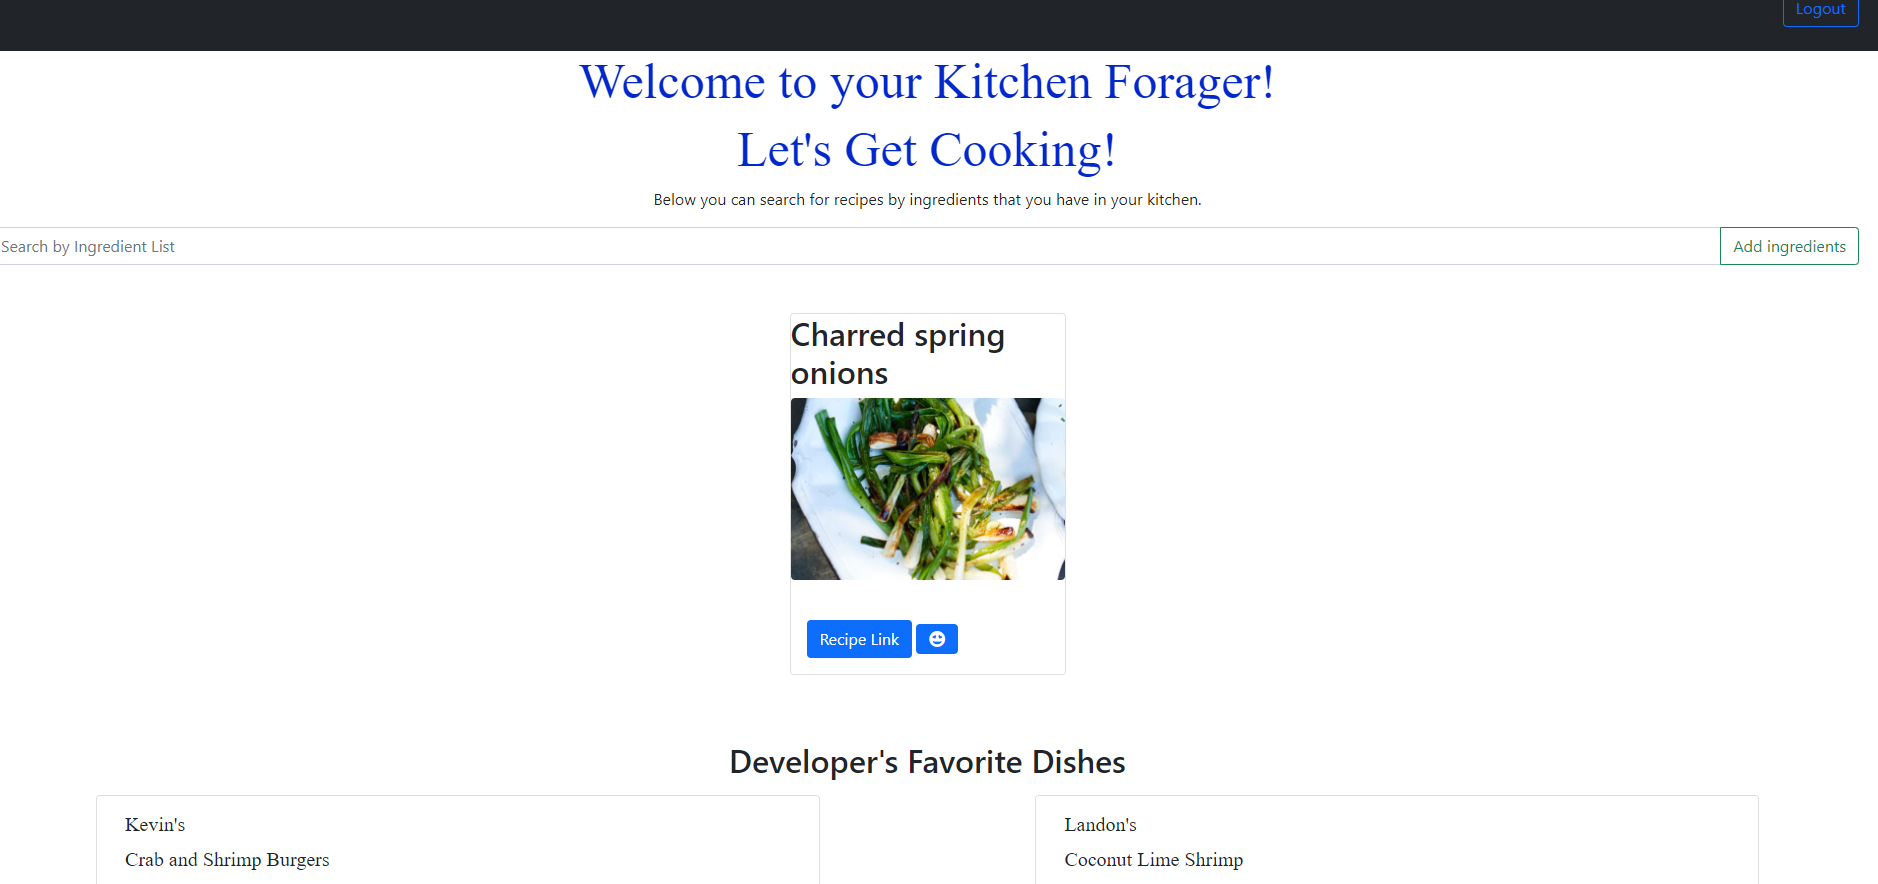 Logout
Welcome to your Kitchen Forager!
Let's Get Cooking!
Below you can search for recipes by ingredients that you have in your kitchen.
Search by Ingredient List
Add ingredients
Charred spring
onions
Recipe Link
Developer's Favorite Dishes
Kevin's
Crab and Shrimp Burgers
Landon's
Coconut Lime Shrimp